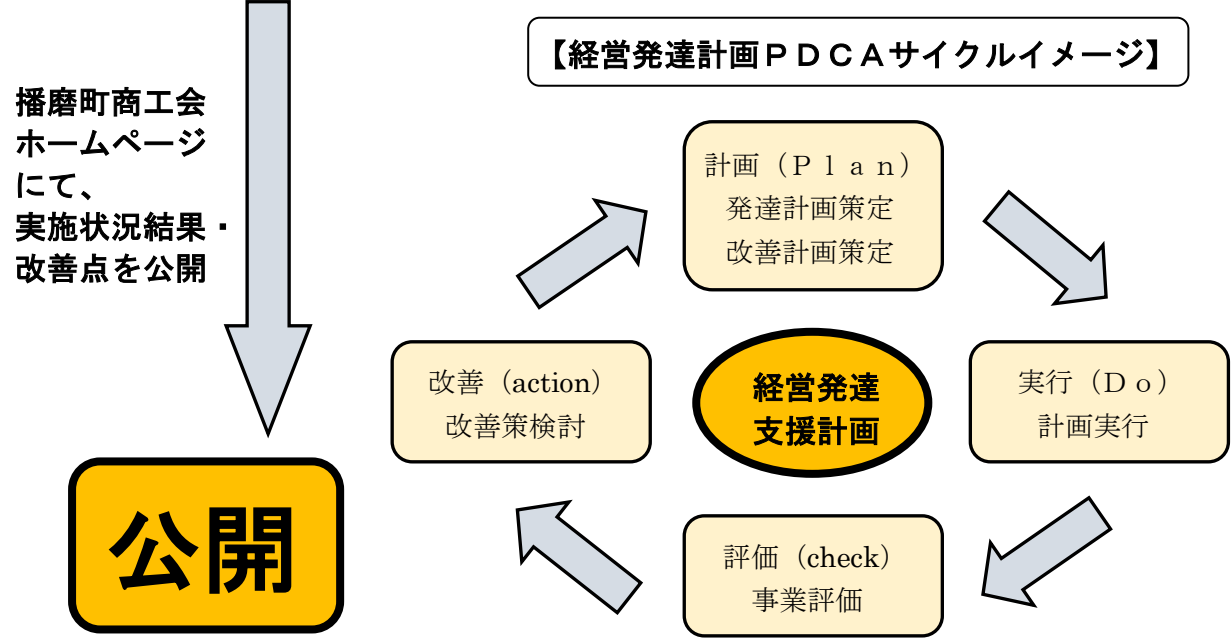 【経営発達計画ＰＤＣＡサイクルイメージ】
播磨町商工会
ホームページ
にて、
実施状況結果・
改善点を公開
公開
計画（Ｐｌａｎ）
発達計画策定
改善計画策定
実行（Ｄｏ）
計画実行
評価（check）
事業評価
改善（action）
改善策検討
経営発達
支援計画